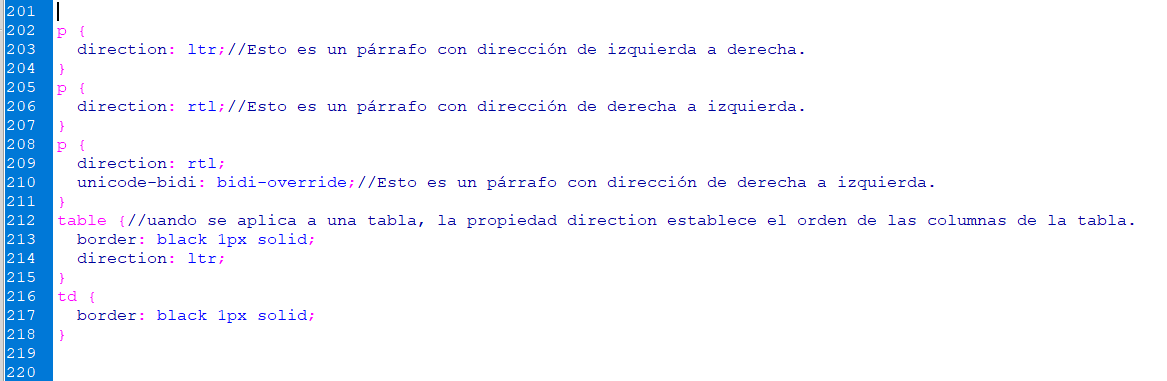 201
202 p {
203   direction: ltr;//Esto es un párrafo con dirección de izquierda a derecha.
204 }
205 p {
206   direction: rtl;//Esto es un párrafo con dirección de derecha a izquierda.
207 }
208 p {
209   direction: rtl;
210   unicode-bidi: bidi-override;//Esto es un párrafo con dirección de derecha a izquierda.
211 }
212 table {//uando se aplica a una tabla, la propiedad direction establece el orden de las columnas de la tabla.
213   border: black 1px solid;
214   direction: ltr;
215 }
216 td {
217   border: black 1px solid;
218 }
219
220